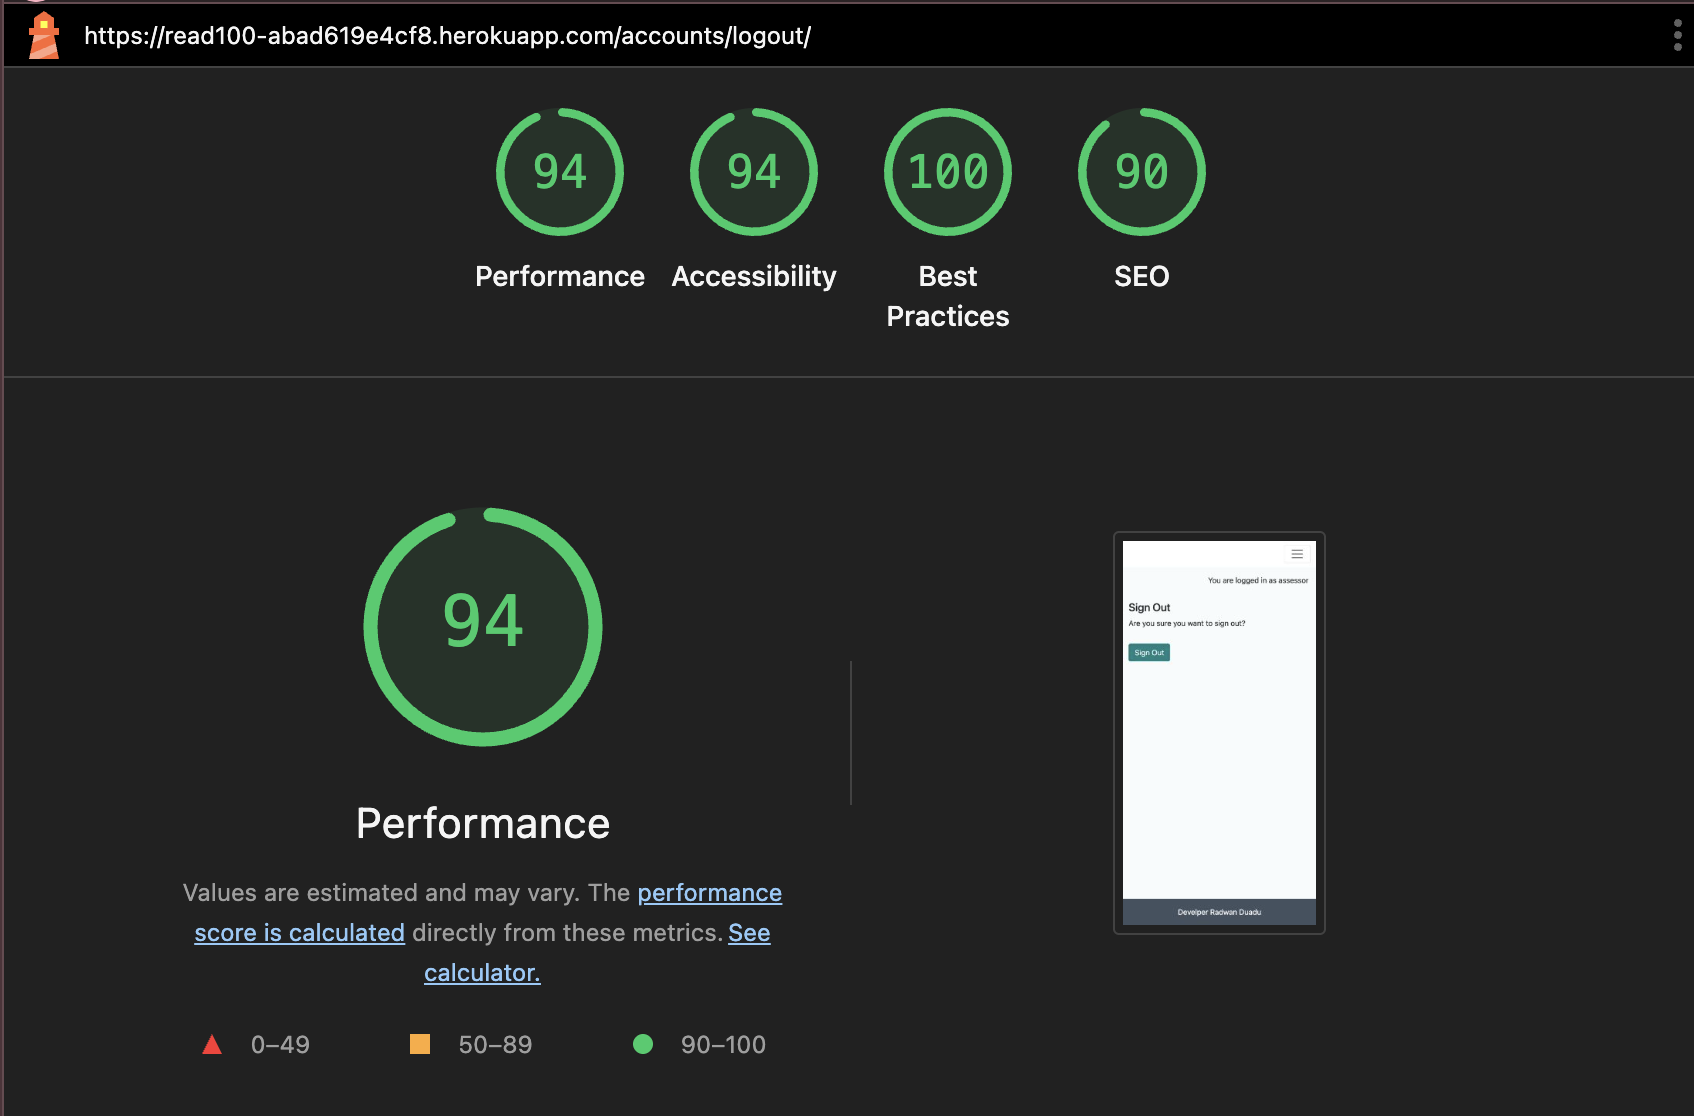 https://read100-abad619e4cf8.herokuapp.com/accounts/logout/
94
94
100
90
Performance
Accessibility
Best
Practices
SEO
94
Performance
Values are estimated and may vary. The performance
score is calculated directly from these metrics. See
calculator.
0–49
50–89
90–100
You are logged in as assessor
Sign Out
Are you sure you want to sign out?
Sign Out
Develper Radwan Duadu